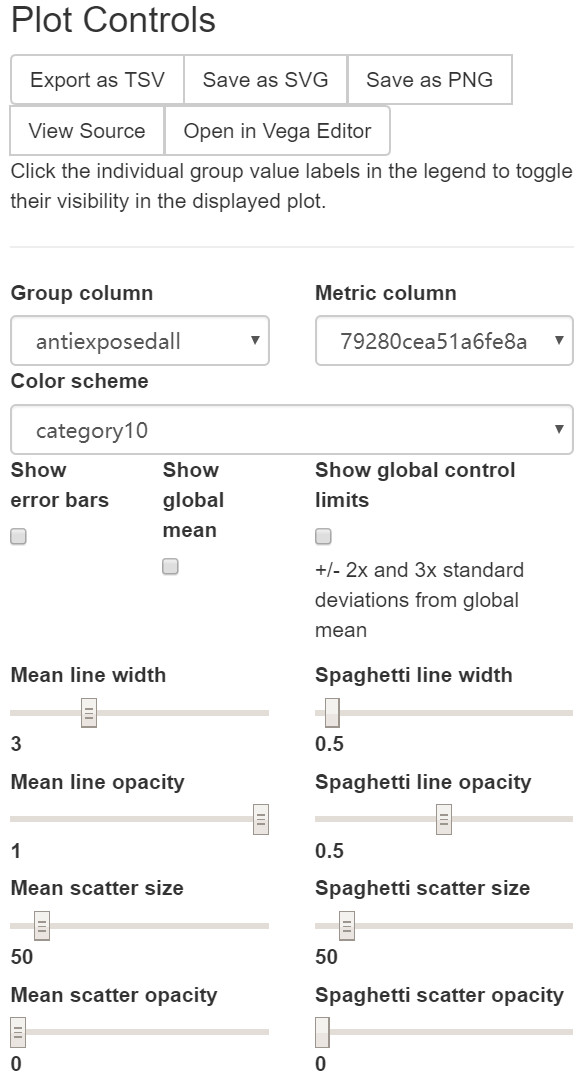 Plot Controls
Export as TSV Save as SVG Save as PNG
View Source Open in Vega Editor
Click the individual group value labels in the legend to toggle
their visibility in the displayed plot.
Group column Metric column
antiexposedall 79280cea51a6fe8a
Color scheme
category10
Show Show Show global control
error bars global limits
mean
+/- 2x and 3x standard
deviations from global
mean
Mean line width Spaghetti line width
3 0.5
Mean line opacity Spaghetti line opacity
1 0.5
Mean scatter size Spaghetti scatter size
50 50
Mean scatter opacity Spaghetti scatter opacity
0 0